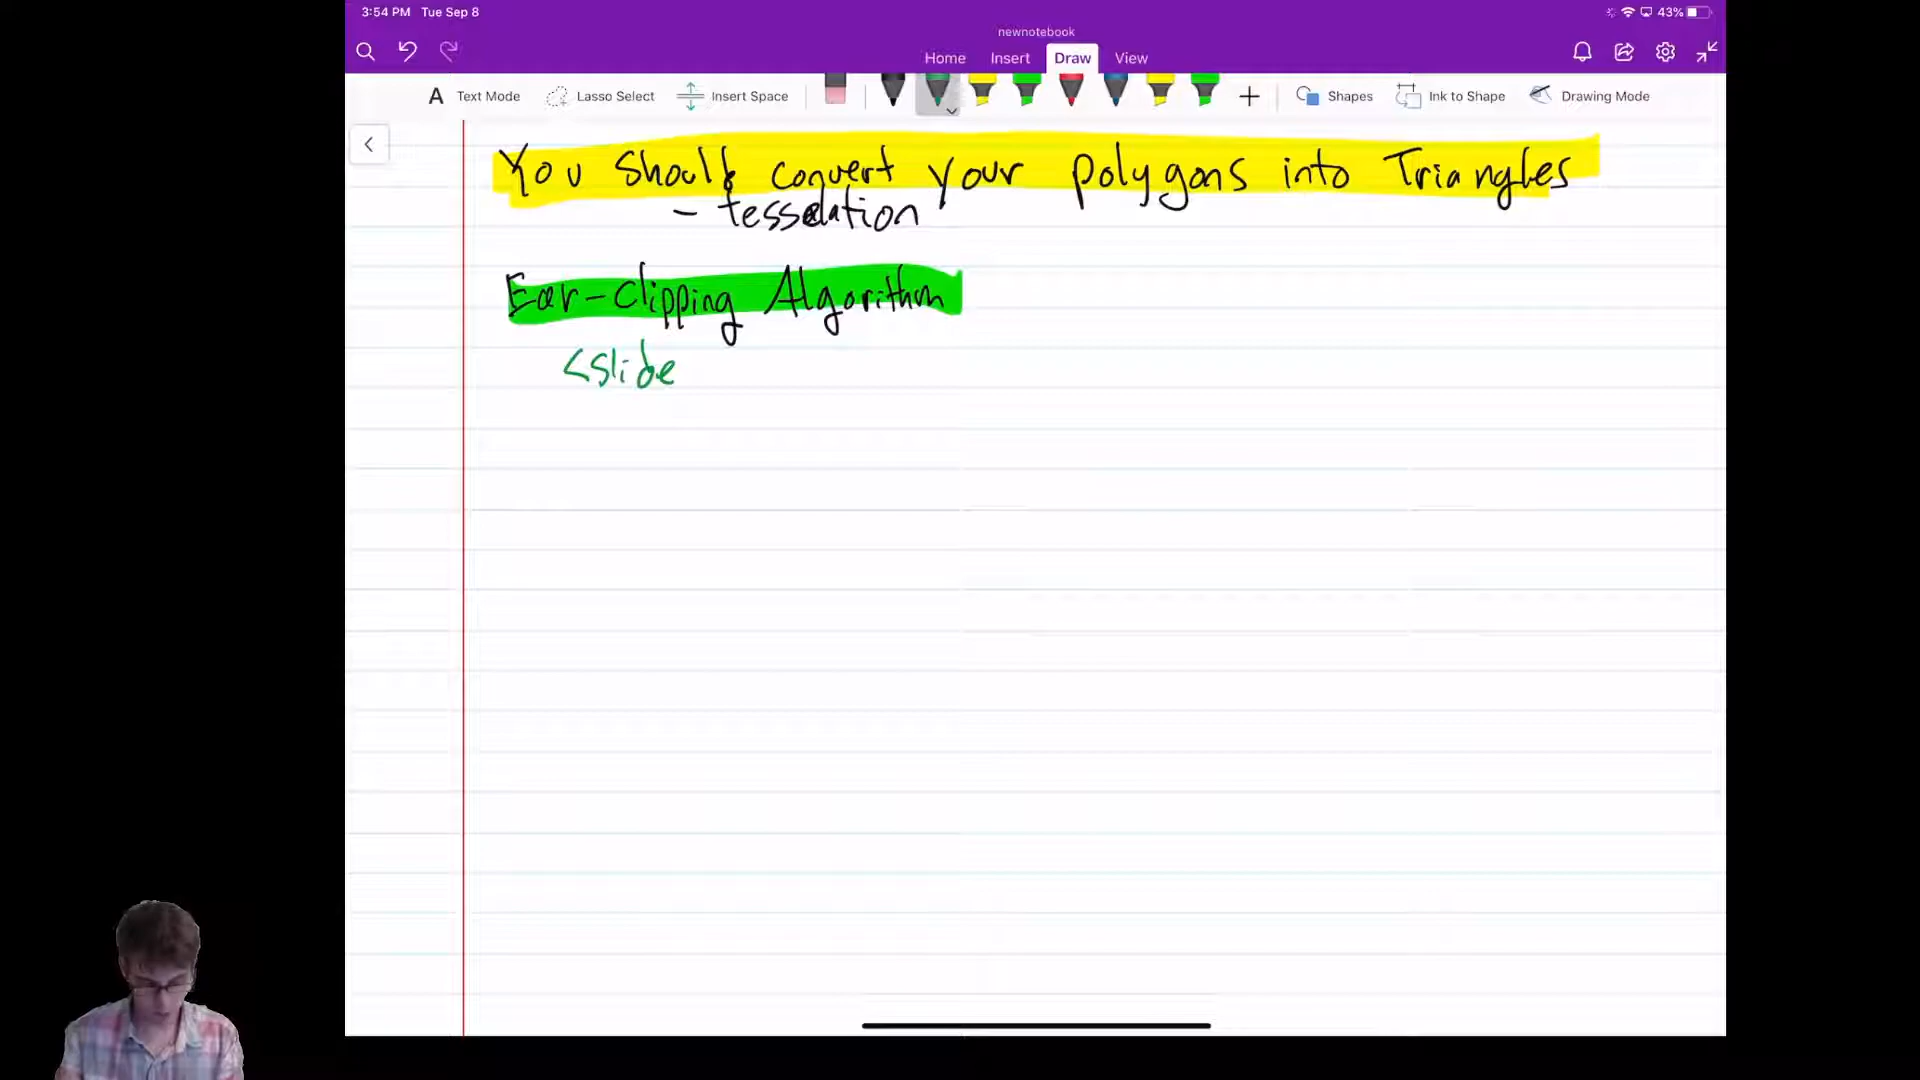 3:54 PM Tue Sep 8
43%
newnotebook
Home Insert Draw View
A Text Mode Lasso Select Insert Space Shapes Ink to Shape Drawing Mode
You Should convert your polygons into Triangles
- tesselation
Ear-Clipping Algorithm
<slide